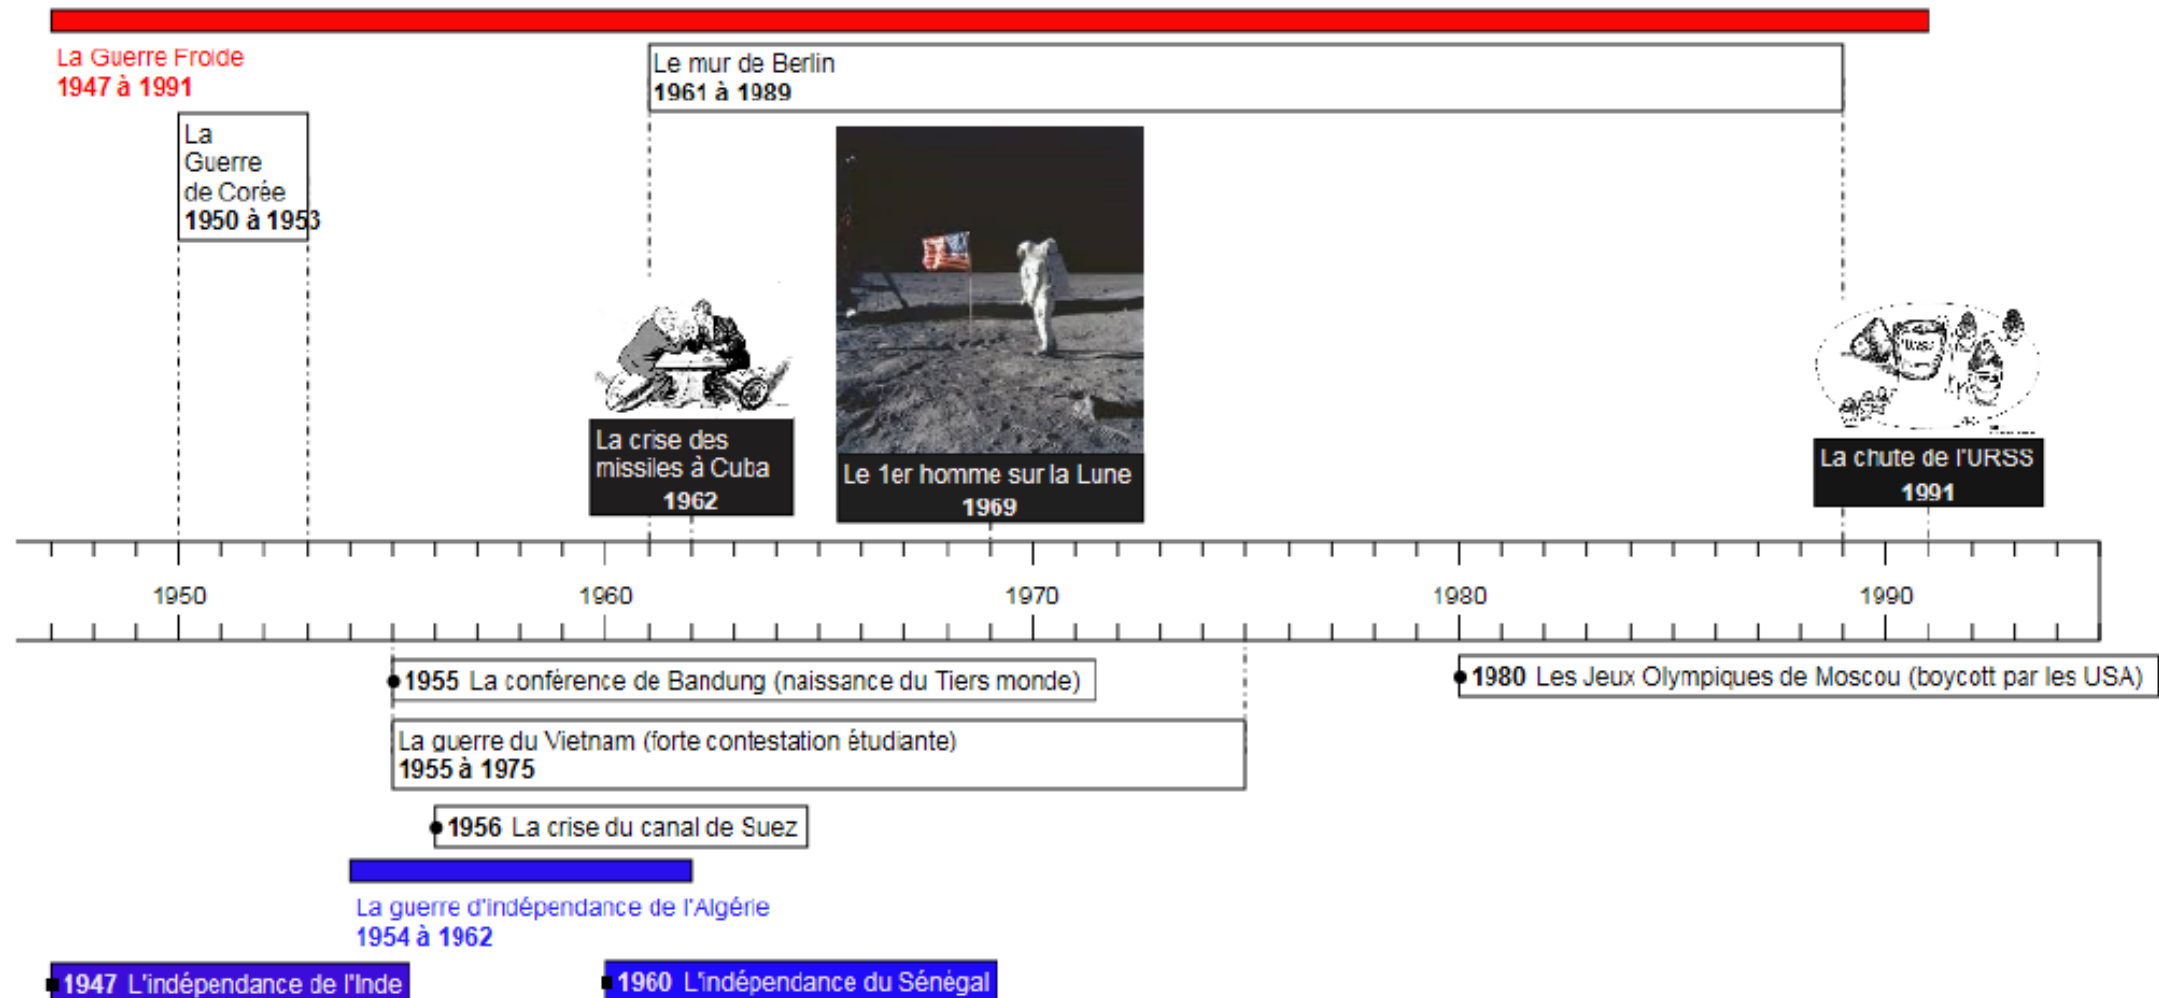 La Guerre Froide
1947 à 1991
Le mur de Berlin
1961 à 1989
La
Guerre
de Corée
1950 à 1953
La crise des
missiles à Cuba
1962
Le 1er homme sur la Lune
1969
URSS
La chute de l'URSS
1991
1950
1960
1970
1980
1990
1955 La conférence de Bandung (naissance du Tiers monde)
1980 Les Jeux Olympiques de Moscou (boycott par les USA)
La guerre du Vietnam (forte contestation étudiante)
1955 à 1975
1956 La crise du canal de Suez
La guerre d'indépendance de l'Algérie
1954 à 1962
1947 L'indépendance de l'Inde
1960 L'indépendance du Sénégal